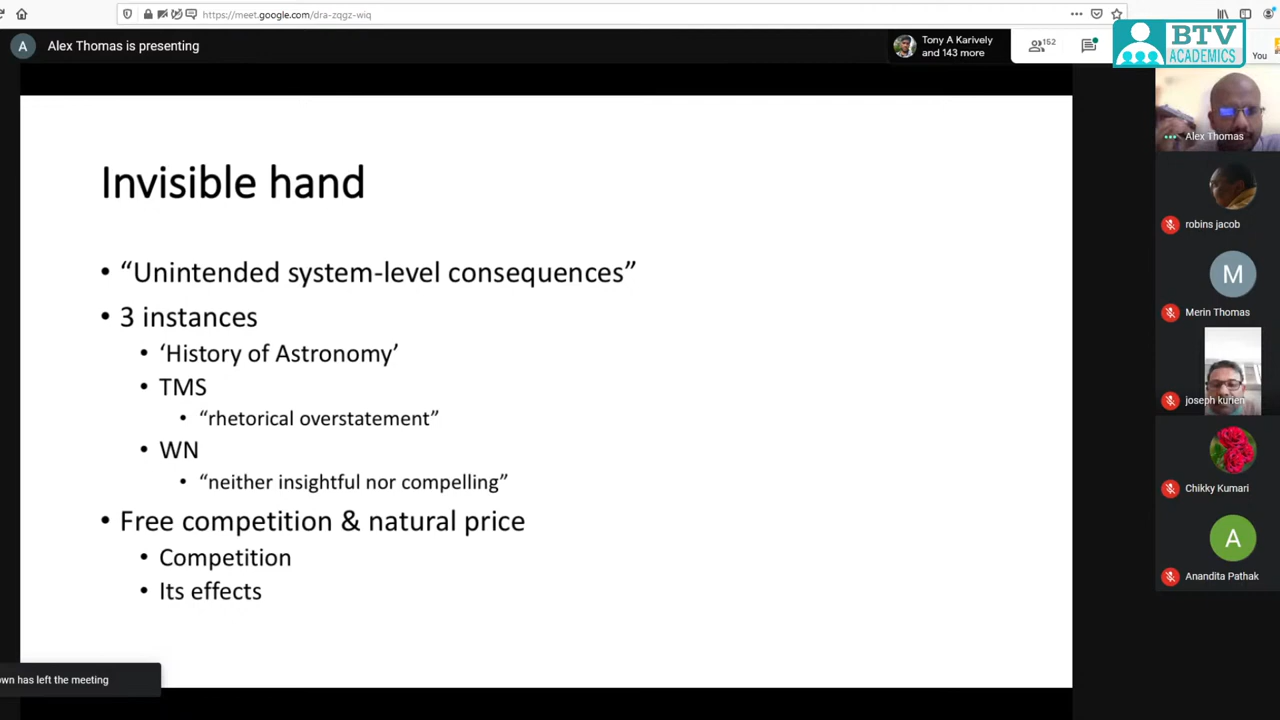 https://meet.google.com/dra-zqgz-wiq
A
Alex Thomas is presenting
Tony A Karively
and 143 more
152
BTV
ACADEMICS
You
Alex Thomas
Invisible hand
• “Unintended system-level consequences”
• 3 instances
• ‘History of Astronomy’
• TMS
• “rhetorical overstatement”
• WN
• “neither insightful nor compelling”
• Free competition & natural price
• Competition
• Its effects
robins jacob
M
Merin Thomas
joseph kurien
Chikky Kumari
A
Anandita Pathak
own has left the meeting